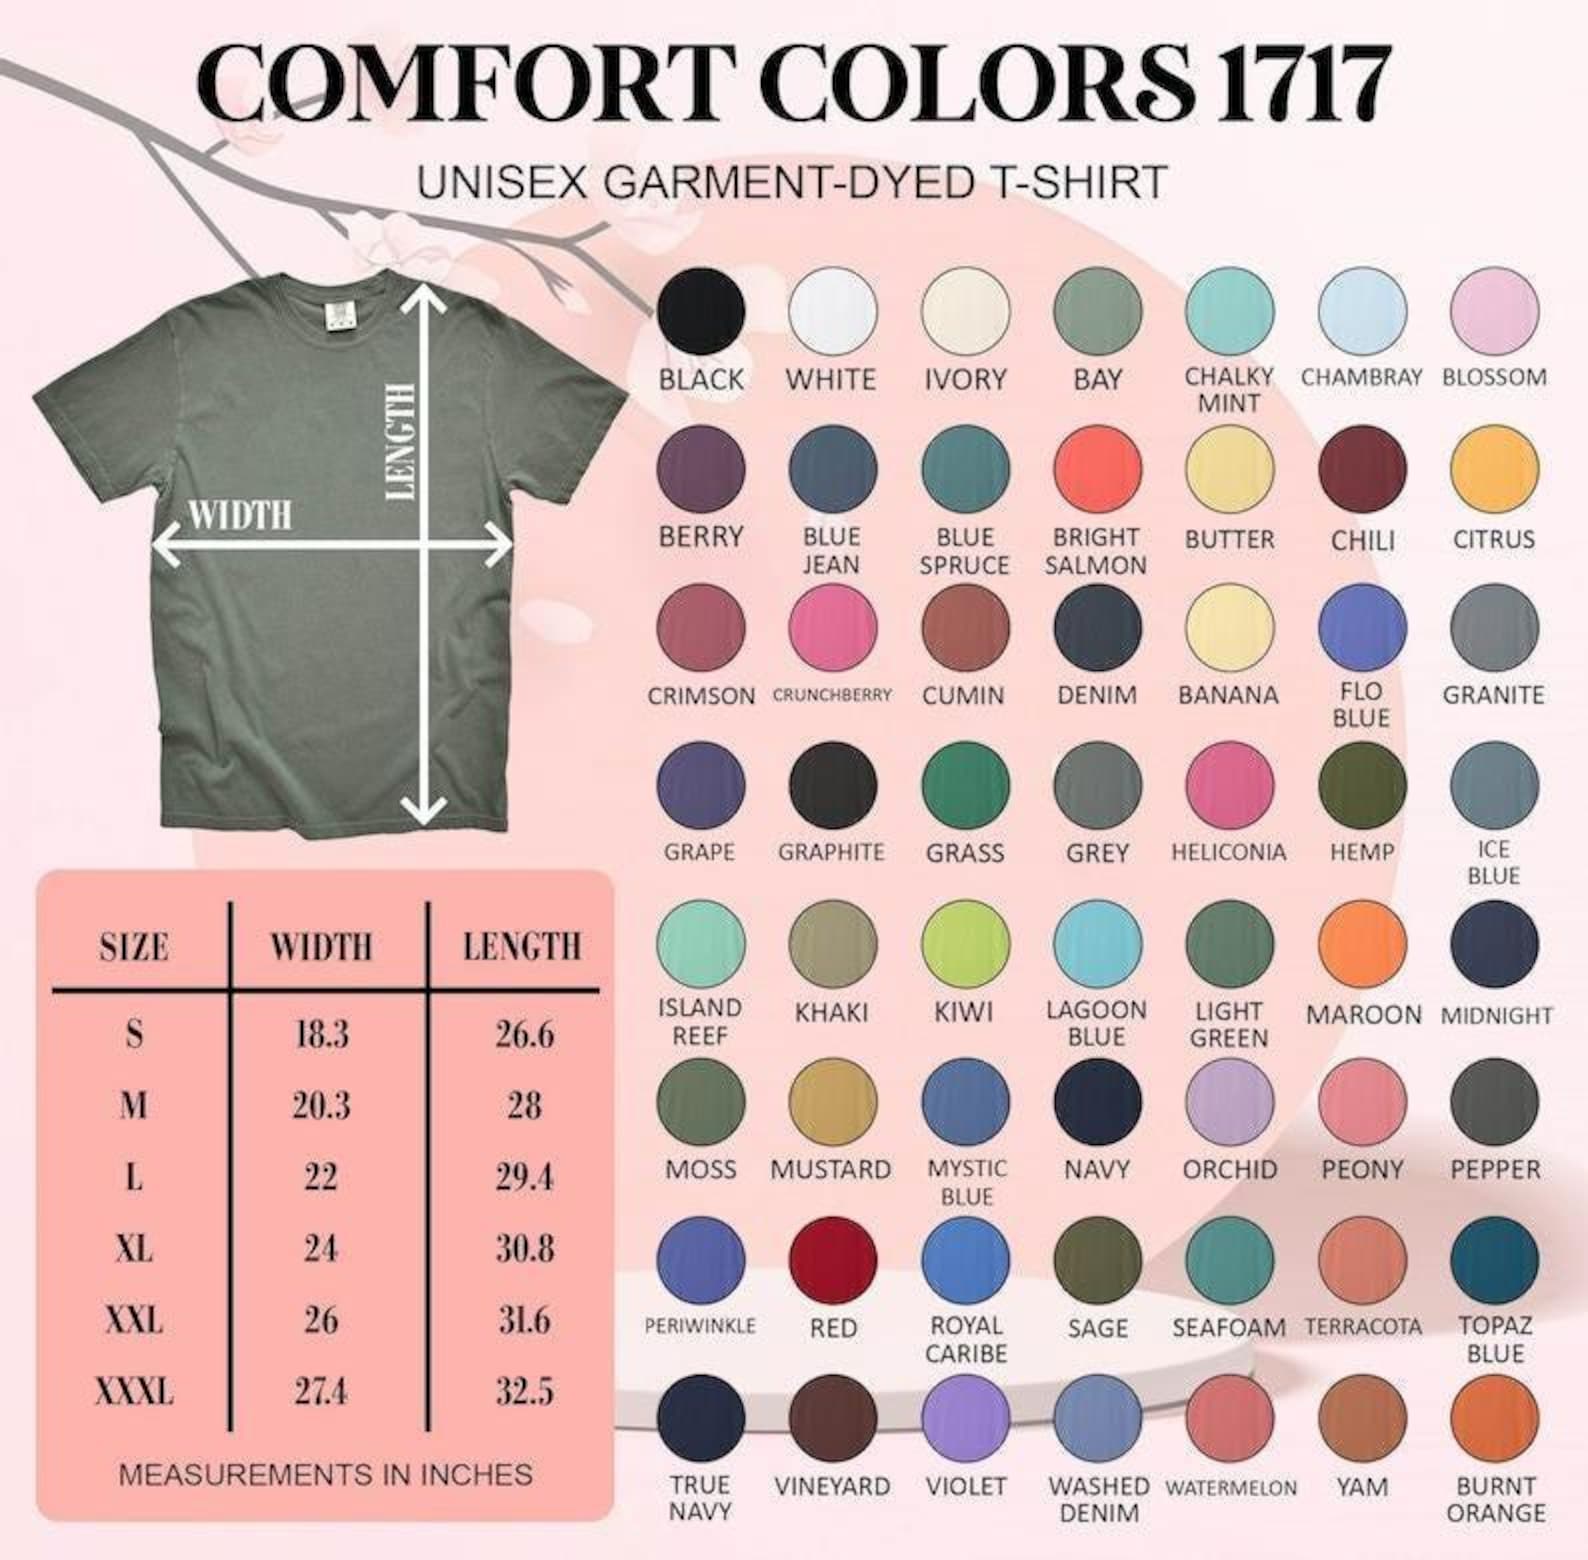 COMFORT COLORS 1717
UNISEX GARMENT-DYED T-SHIRT
LENGTH
WIDTH
BLACK WHITE IVORY BAY CHALKY MINT CHAMBRAY BLOSSOM
BERRY BLUE JEAN BLUE SPRUCE BRIGHT SALMON BUTTER CHILI CITRUS
CRIMSON CRUNCHBERRY CUMIN DENIM BANANA FLO BLUE GRANITE
GRAPE GRAPHITE GRASS GREY HELICONIA HEMP ICE BLUE
ISLAND REEF KHAKI KIWI LAGOON BLUE LIGHT GREEN MAROON MIDNIGHT
MOSS MUSTARD MYSTIC BLUE NAVY ORCHID PEONY PEPPER
PERIWINKLE RED ROYAL CARIBE SAGE SEAFOAM TERRACOTA TOPAZ BLUE
TRUE NAVY VINEYARD VIOLET WASHED DENIM WATERMELON YAM BURNT ORANGE
SIZE WIDTH LENGTH
S 18.3 26.6
M 20.3 28
L 22 29.4
XL 24 30.8
XXL 26 31.6
XXXL 27.4 32.5
MEASUREMENTS IN INCHES